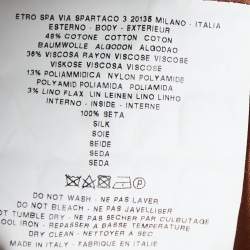 ETRO SPA VIA SPARTACO 3 20135 MILANO - ITALIA
ESTERNO - BODY - EXTERIEUR
48% COTONE COTTON COTON
BAUMWOLLE ALGODON ALGODAO
36% VISCOSA RAYON VISCOSE VISCOSE
VISKOSE VISCOSA VISCOSE
13% POLIAMMIDICA NYLON POLYAMIDE
POLYAMID POLIAMIDA POLIAMIDA
3% LINO FLAX LIN LEINEN LINO LINHO
INTERNO - INSIDE - INTERNE
100% SETA
SILK
SOIE
SEIDE
SEDA
SEDA
DO NOT WASH - NE PAS LAVER
DO NOT BLEACH - NE PAS JAVELLISER
NOT TUMBLE DRY - NE PAS SECHER PAR CULBUTAGE
COOL IRON - REPASSER A BASSE TEMPERATURE
DRY CLEAN - NETTOYER A SEC
MADE IN ITALY - FABRIQUE EN ITALIE